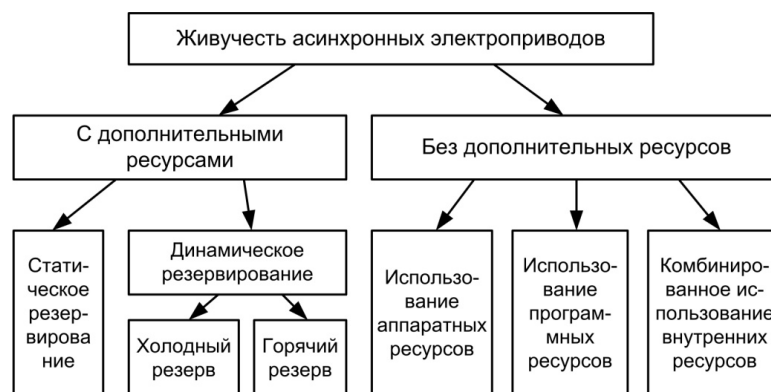 Живучесть асинхронных электроприводов
С дополнительными
ресурсами
Без дополнительных ресурсов
Стати-
ческое
резер-
вирова
ние
Динамическое
резервирование
Холодный
резерв
Горячий
резерв
Использо-
вание
аппаратных
ресурсов
Использо-
вание
програм-
мных
ресурсов
Комбиниро-
ванное ис-
пользование
внутренних
ресурсов